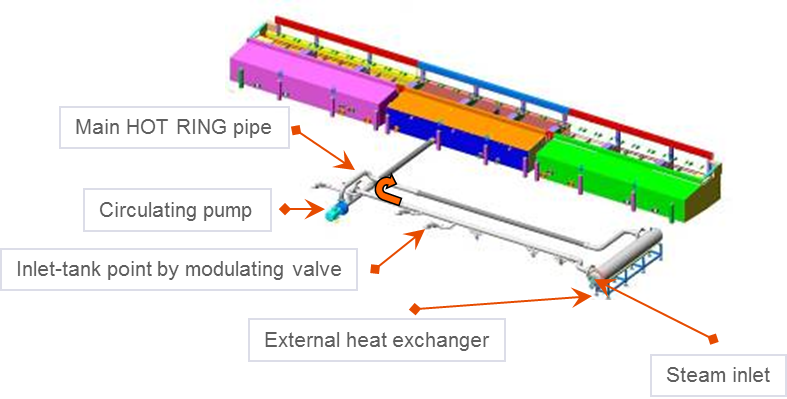 Main HOT RING pipe
Circulating pump
Inlet-tank point by modulating valve
External heat exchanger
Steam inlet